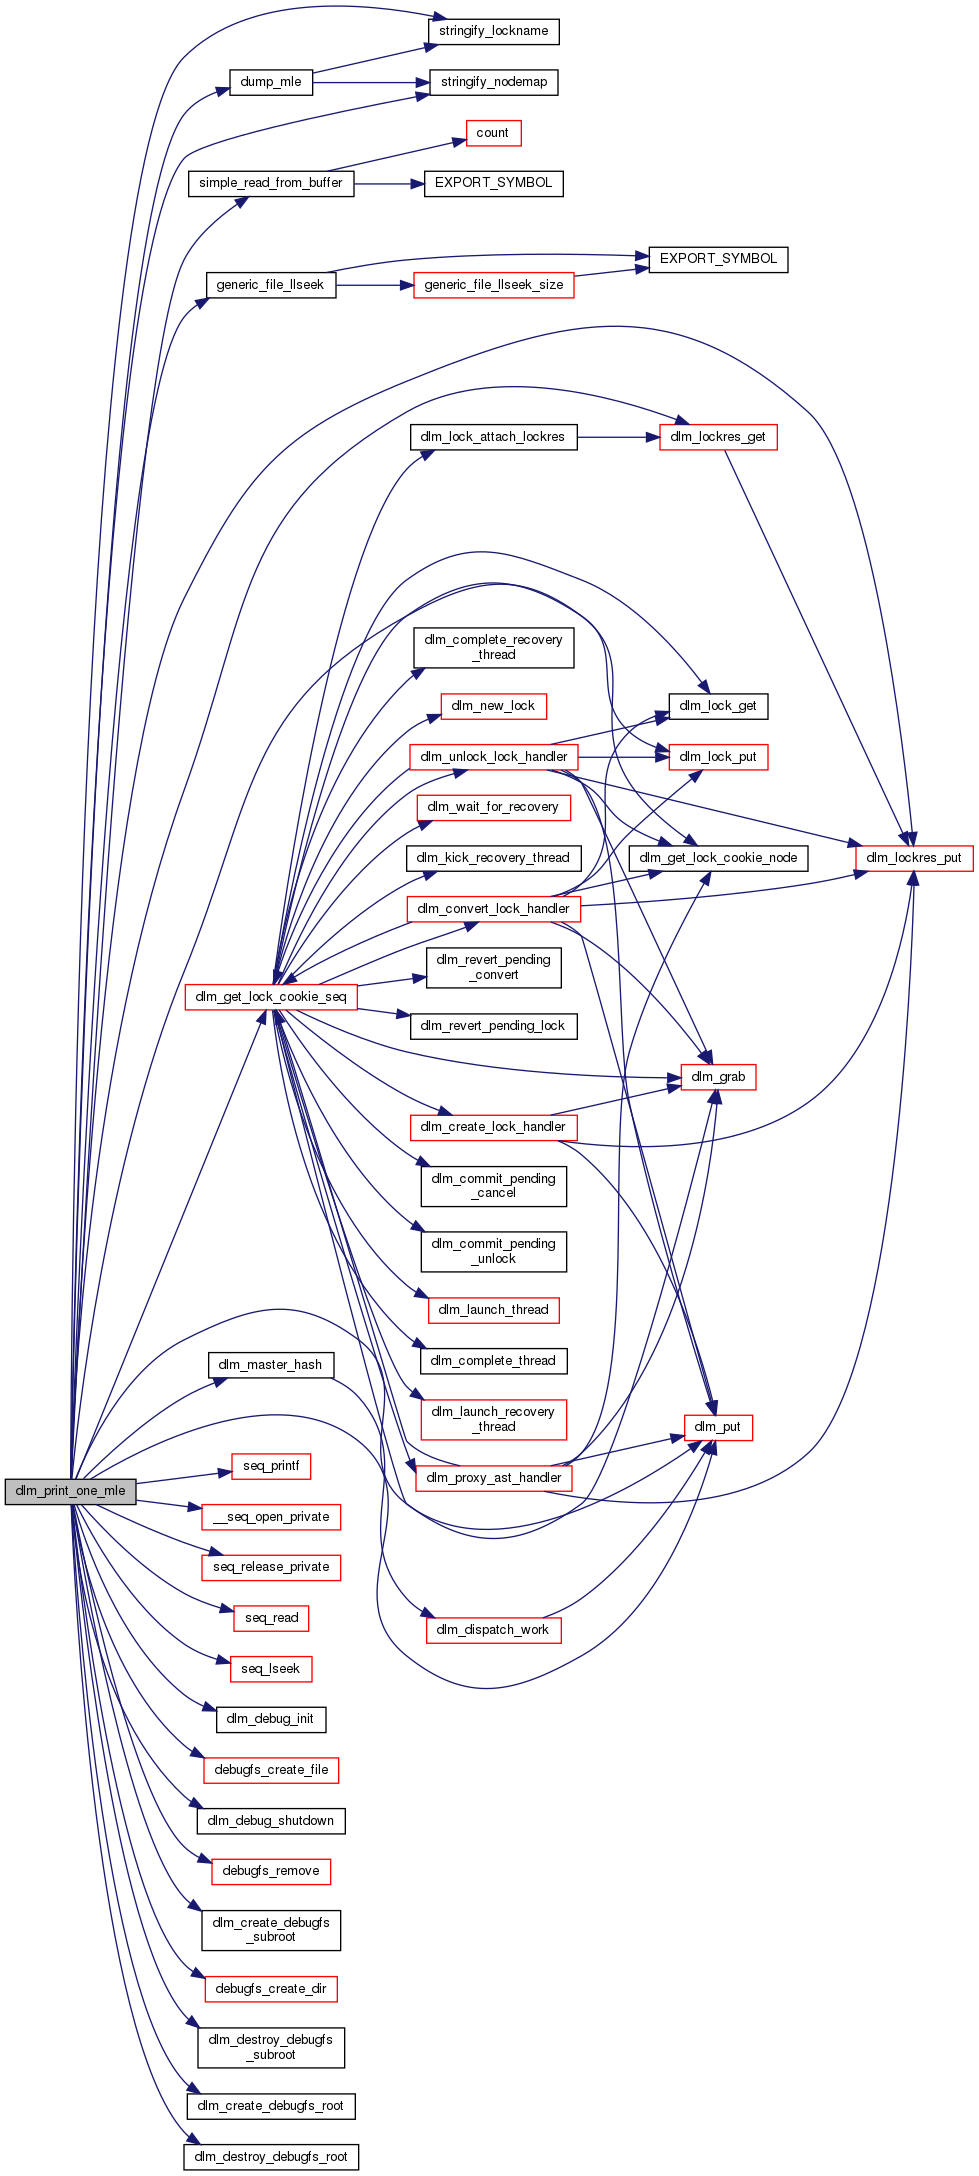 stringify_lockname
dump_mle
stringify_nodemap
count
simple_read_from_buffer
EXPORT_SYMBOL
EXPORT_SYMBOL
generic_file_llseek
generic_file_llseek_size
dlm_lock_attach_lockres
dlm_lockres_get
dlm_complete_recovery
_thread
dlm_new_lock
dlm_lock_get
dlm_unlock_lock_handler
dlm_lock_put
dlm_wait_for_recovery
dlm_kick_recovery_thread
dlm_get_lock_cookie_node
dlm_lockres_put
dlm_convert_lock_handler
dlm_revert_pending
_convert
dlm_get_lock_cookie_seq
dlm_revert_pending_lock
dlm_grab
dlm_create_lock_handler
dlm_commit_pending
_cancel
dlm_commit_pending
_unlock
dlm_launch_thread
dlm_master_hash
dlm_complete_thread
dlm_launch_recovery
_thread
dlm_put
seq_printf
dlm_proxy_ast_handler
dlm_print_one_mle
__seq_open_private
seq_release_private
seq_read
dlm_dispatch_work
seq_lseek
dlm_debug_init
debugfs_create_file
dlm_debug_shutdown
debugfs_remove
dlm_create_debugfs
_subroot
debugfs_create_dir
dlm_destroy_debugfs
_subroot
dlm_create_debugfs_root
dlm_destroy_debugfs_root